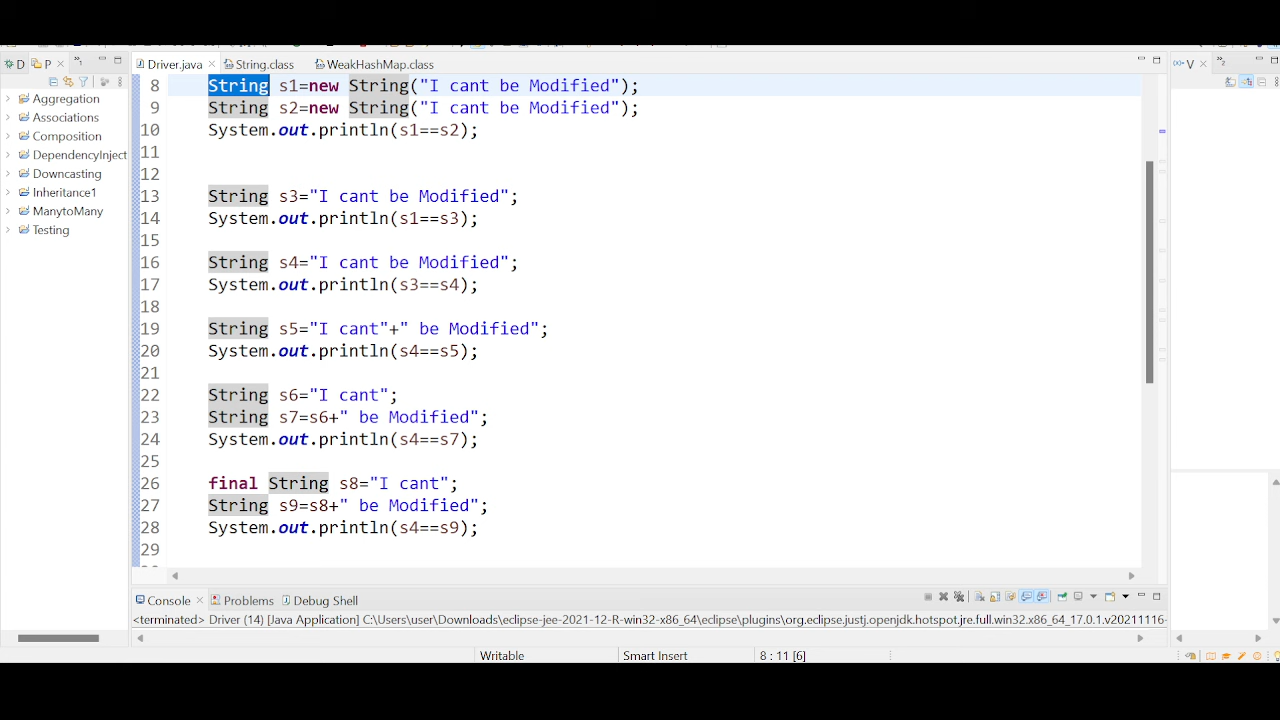 D P »1
Driver.java String.class WeakHashMap.class
V »2
Aggregation
Associations
Composition
DependencyInject
Downcasting
Inheritance1
ManytoMany
Testing
8 String s1=new String("I cant be Modified");
9 String s2=new String("I cant be Modified");
10 System.out.println(s1==s2);
11
12
13 String s3="I cant be Modified";
14 System.out.println(s1==s3);
15
16 String s4="I cant be Modified";
17 System.out.println(s3==s4);
18
19 String s5="I cant"+" be Modified";
20 System.out.println(s4==s5);
21
22 String s6="I cant";
23 String s7=s6+" be Modified";
24 System.out.println(s4==s7);
25
26 final String s8="I cant";
27 String s9=s8+" be Modified";
28 System.out.println(s4==s9);
29
Console Problems Debug Shell
<terminated> Driver (14) [Java Application] C:\Users\user\Downloads\eclipse-jee-2021-12-R-win32-x86_64\eclipse\plugins\org.eclipse.justj.openjdk.hotspot.jre.full.win32.x86_64_17.0.1.v20211116-
Writable Smart Insert 8 : 11 [6]